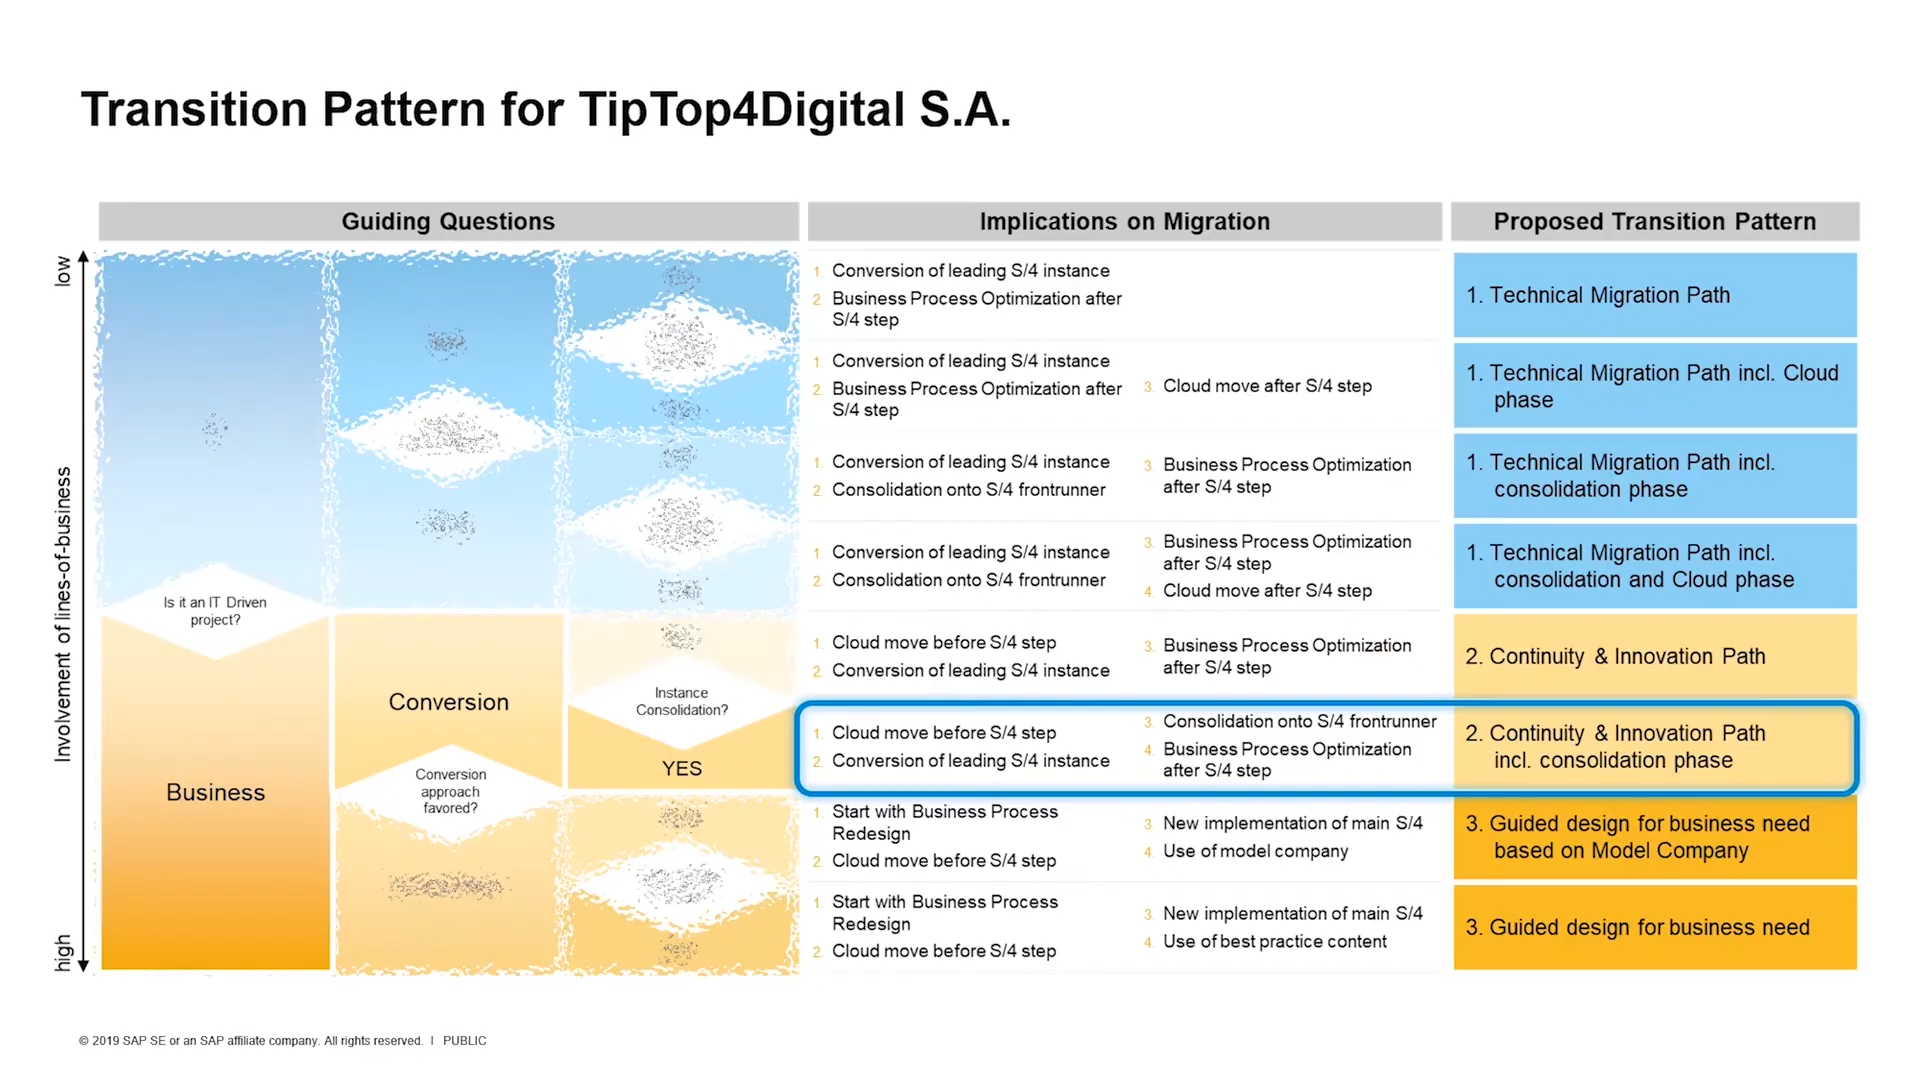 Transition Pattern for TipTop4Digital S.A.
Guiding Questions
Implications on Migration
Proposed Transition Pattern
low
Involvement of lines-of-business
high
Is it an IT Driven
project?
Business
Conversion
Conversion
approach
favored?
Instance
Consolidation?
YES
1. Conversion of leading S/4 instance
2. Business Process Optimization after
S/4 step
1. Technical Migration Path
1. Conversion of leading S/4 instance
2. Business Process Optimization after
S/4 step
3. Cloud move after S/4 step
1. Technical Migration Path incl. Cloud
phase
1. Conversion of leading S/4 instance
2. Consolidation onto S/4 frontrunner
3. Business Process Optimization
after S/4 step
1. Technical Migration Path incl.
consolidation phase
1. Conversion of leading S/4 instance
2. Consolidation onto S/4 frontrunner
3. Business Process Optimization
after S/4 step
4. Cloud move after S/4 step
1. Technical Migration Path incl.
consolidation and Cloud phase
1. Cloud move before S/4 step
2. Conversion of leading S/4 instance
3. Business Process Optimization
after S/4 step
2. Continuity & Innovation Path
1. Cloud move before S/4 step
2. Conversion of leading S/4 instance
3. Consolidation onto S/4 frontrunner
4. Business Process Optimization
after S/4 step
2. Continuity & Innovation Path
incl. consolidation phase
1. Start with Business Process
Redesign
2. Cloud move before S/4 step
3. New implementation of main S/4
4. Use of model company
3. Guided design for business need
based on Model Company
1. Start with Business Process
Redesign
2. Cloud move before S/4 step
3. New implementation of main S/4
4. Use of best practice content
3. Guided design for business need
© 2019 SAP SE or an SAP affiliate company. All rights reserved. I PUBLIC